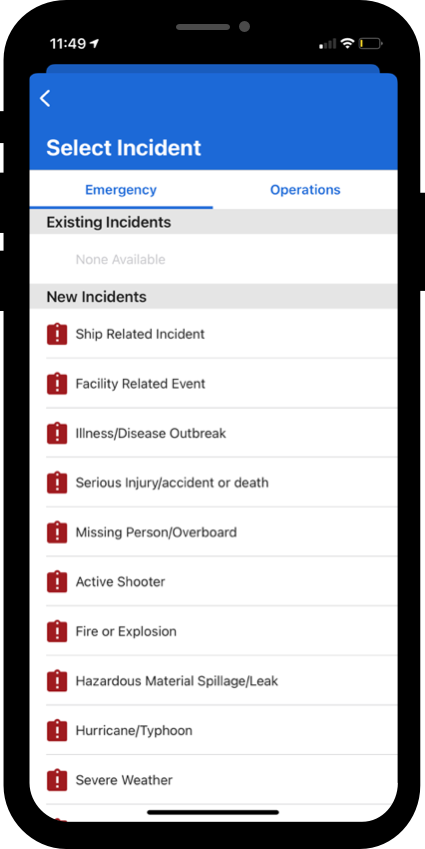 11:49
Select Incident
Emergency Operations
Existing Incidents
None Available
New Incidents
Ship Related Incident
Facility Related Event
Illness/Disease Outbreak
Serious Injury/accident or death
Missing Person/Overboard
Active Shooter
Fire or Explosion
Hazardous Material Spillage/Leak
Hurricane/Typhoon
Severe Weather